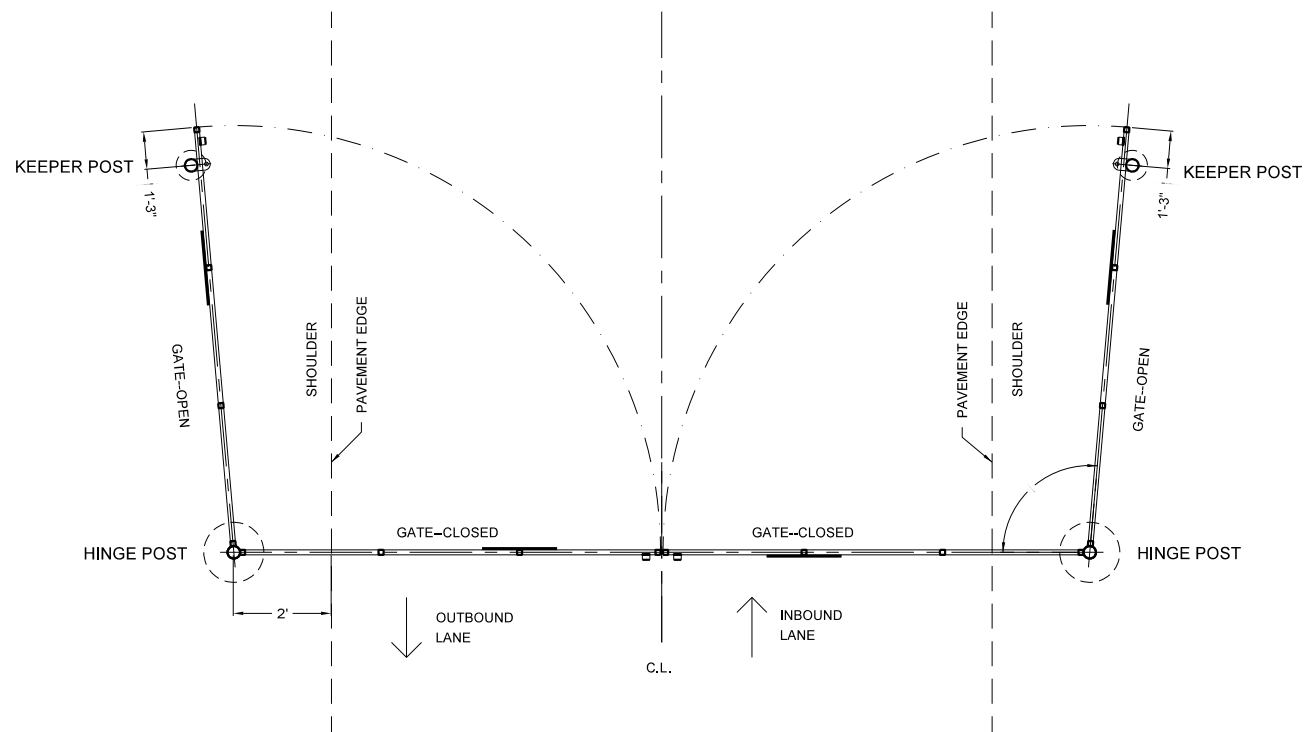 KEEPER POST
KEEPER POST
1'-3"
1'-3"
GATE--OPEN
SHOULDER
PAVEMENT EDGE
PAVEMENT EDGE
SHOULDER
GATE--OPEN
GATE--CLOSED
GATE--CLOSED
HINGE POST
HINGE POST
2'
OUTBOUND
LANE
INBOUND
LANE
C.L.